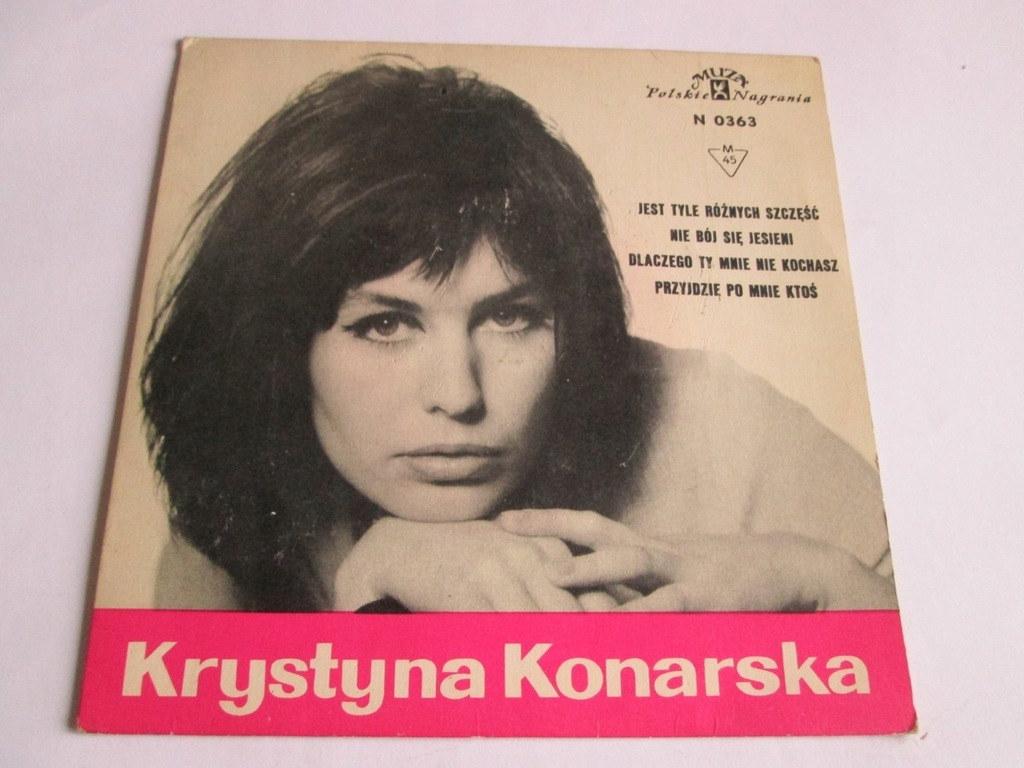 MUZA
Polskie Nagrania
N 0363
M
45
JEST TYLE RÓŻNYCH SZCZĘŚĆ
NIE BÓJ SIĘ JESIENI
DLACZEGO TY MNIE NIE KOCHASZ
PRZYJDZIE PO MNIE KTOŚ
Krystyna Konarska